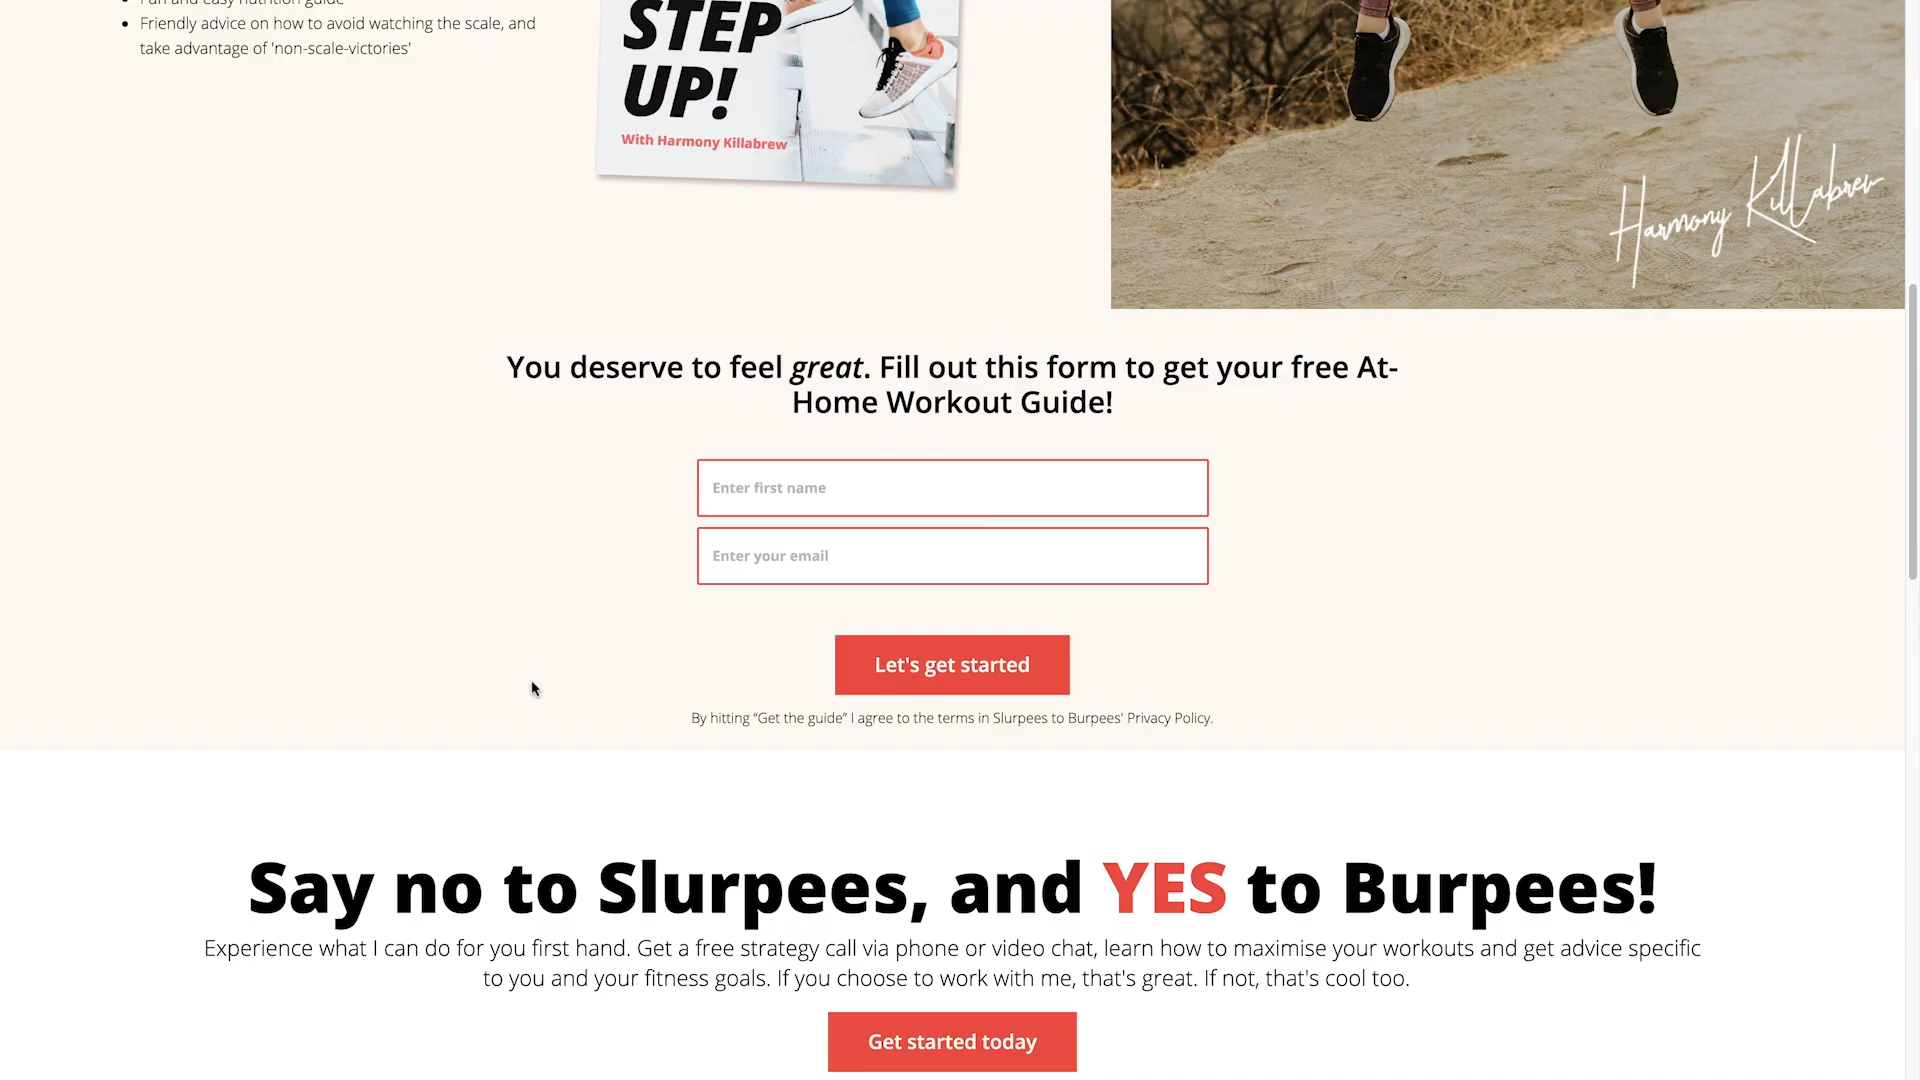 Fun and easy nutrition guide
Friendly advice on how to avoid watching the scale, and
take advantage of 'non-scale-victories'
STEP
UP!
With Harmony Killabrew
Harmony Killabrew
You deserve to feel great. Fill out this form to get your free At-
Home Workout Guide!
Enter first name
Enter your email
Let's get started
By hitting “Get the guide” I agree to the terms in Slurpees to Burpees' Privacy Policy.
Say no to Slurpees, and YES to Burpees!
Experience what I can do for you first hand. Get a free strategy call via phone or video chat, learn how to maximise your workouts and get advice specific
to you and your fitness goals. If you choose to work with me, that's great. If not, that's cool too.
Get started today